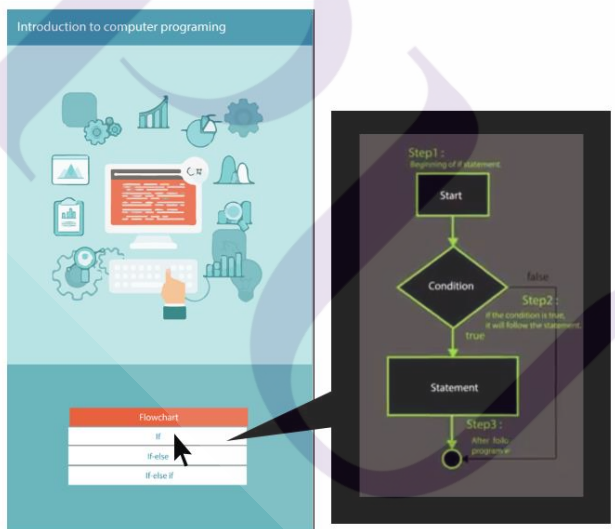 Introduction to computer programing
Flowchart
If
If-else
If-else if
Step1 :
Beginning of if statement.
Start
Condition
false
Step2 :
If the condition is true,
it will follow the statement.
true
Statement
Step3 :
After